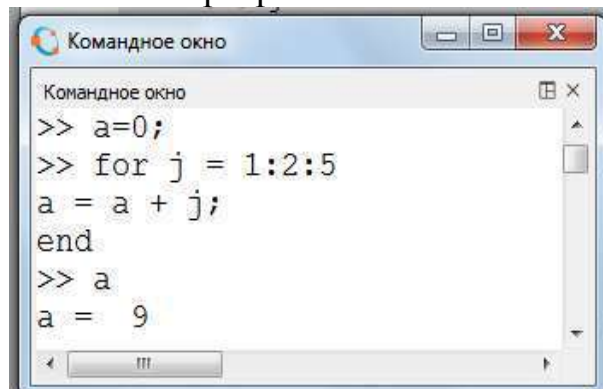 Командное окно
Командное окно
>> a=0;
>> for j = 1:2:5
a = a + j;
end
>> a
a =  9